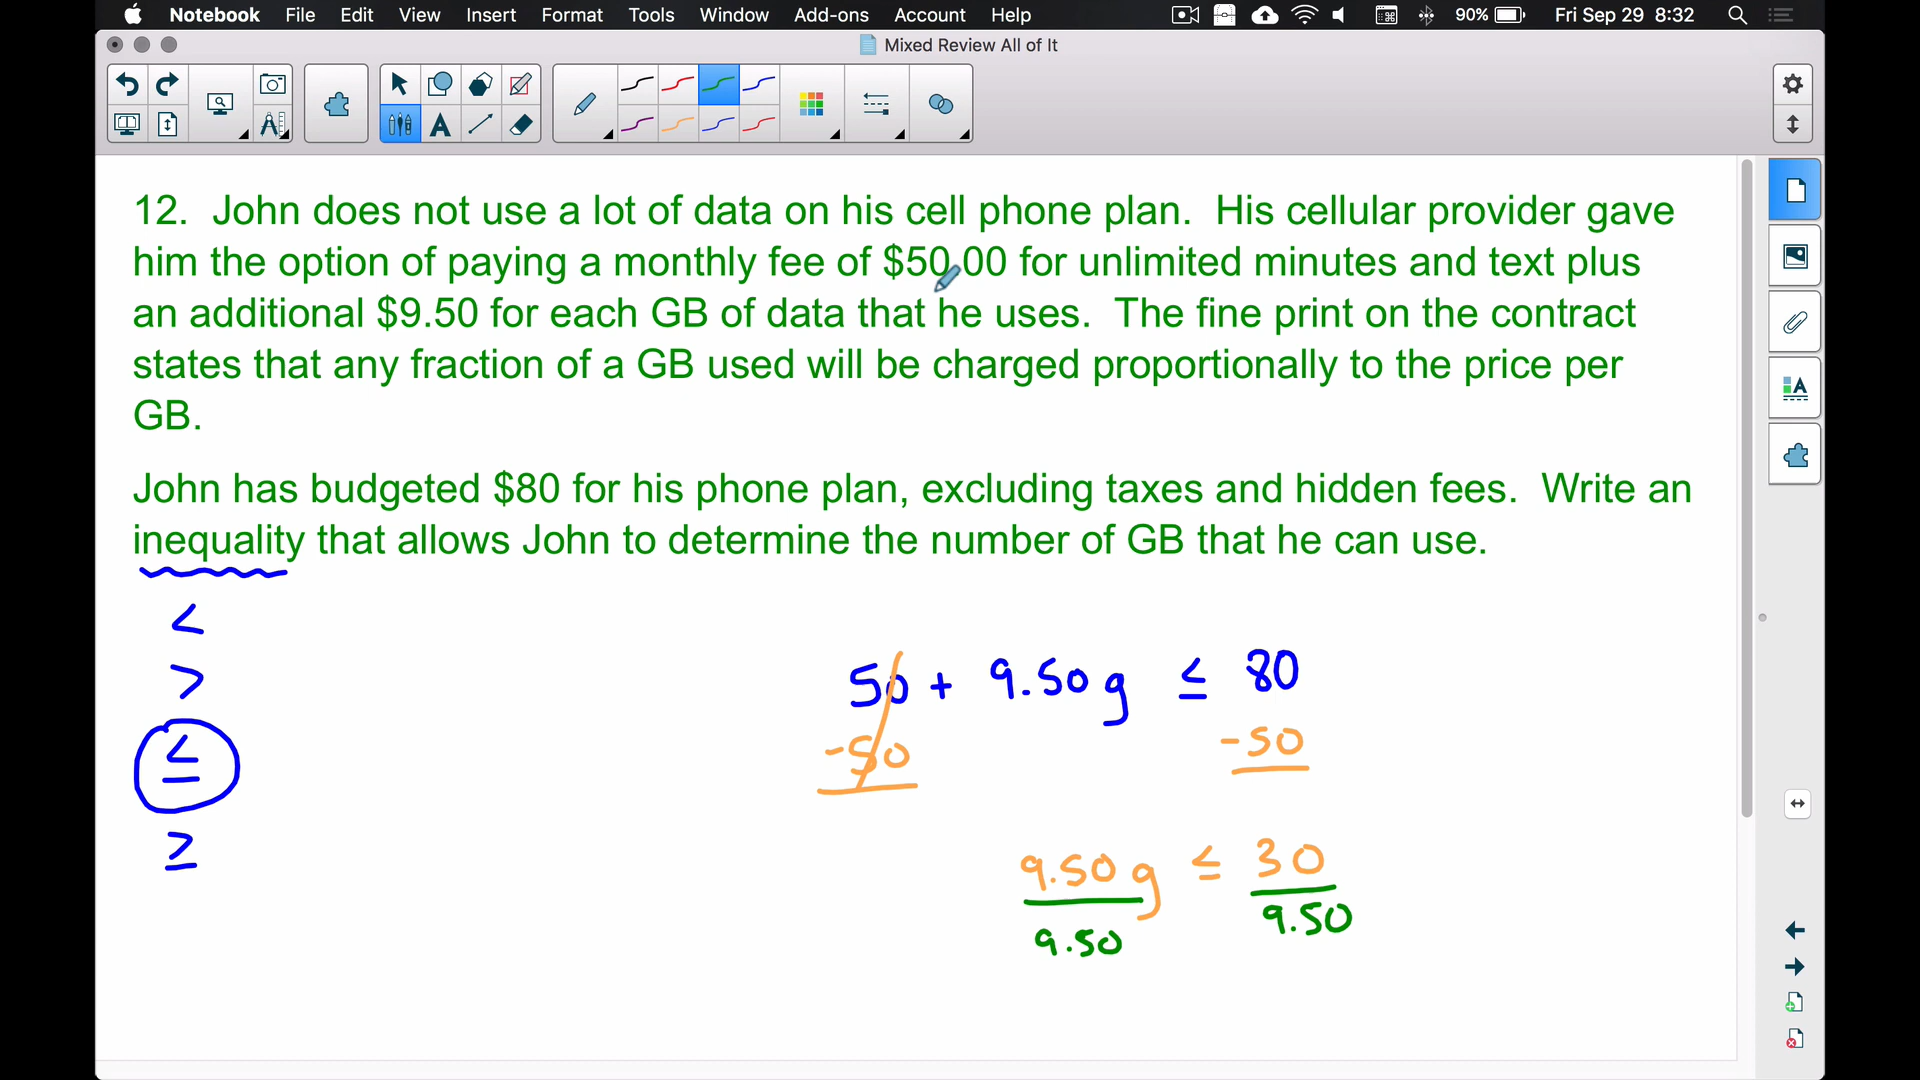 Notebook File Edit View Insert Format Tools Window Add-ons Account Help 90% Fri Sep 29 8:32
Mixed Review All of It
12. John does not use a lot of data on his cell phone plan. His cellular provider gave
him the option of paying a monthly fee of $50.00 for unlimited minutes and text plus
an additional $9.50 for each GB of data that he uses. The fine print on the contract
states that any fraction of a GB used will be charged proportionally to the price per
GB.
John has budgeted $80 for his phone plan, excluding taxes and hidden fees. Write an
inequality that allows John to determine the number of GB that he can use.
<
>
≤
≥
50 + 9.50g ≤ 80
-50 -50
9.50g ≤ 30
9.50 9.50